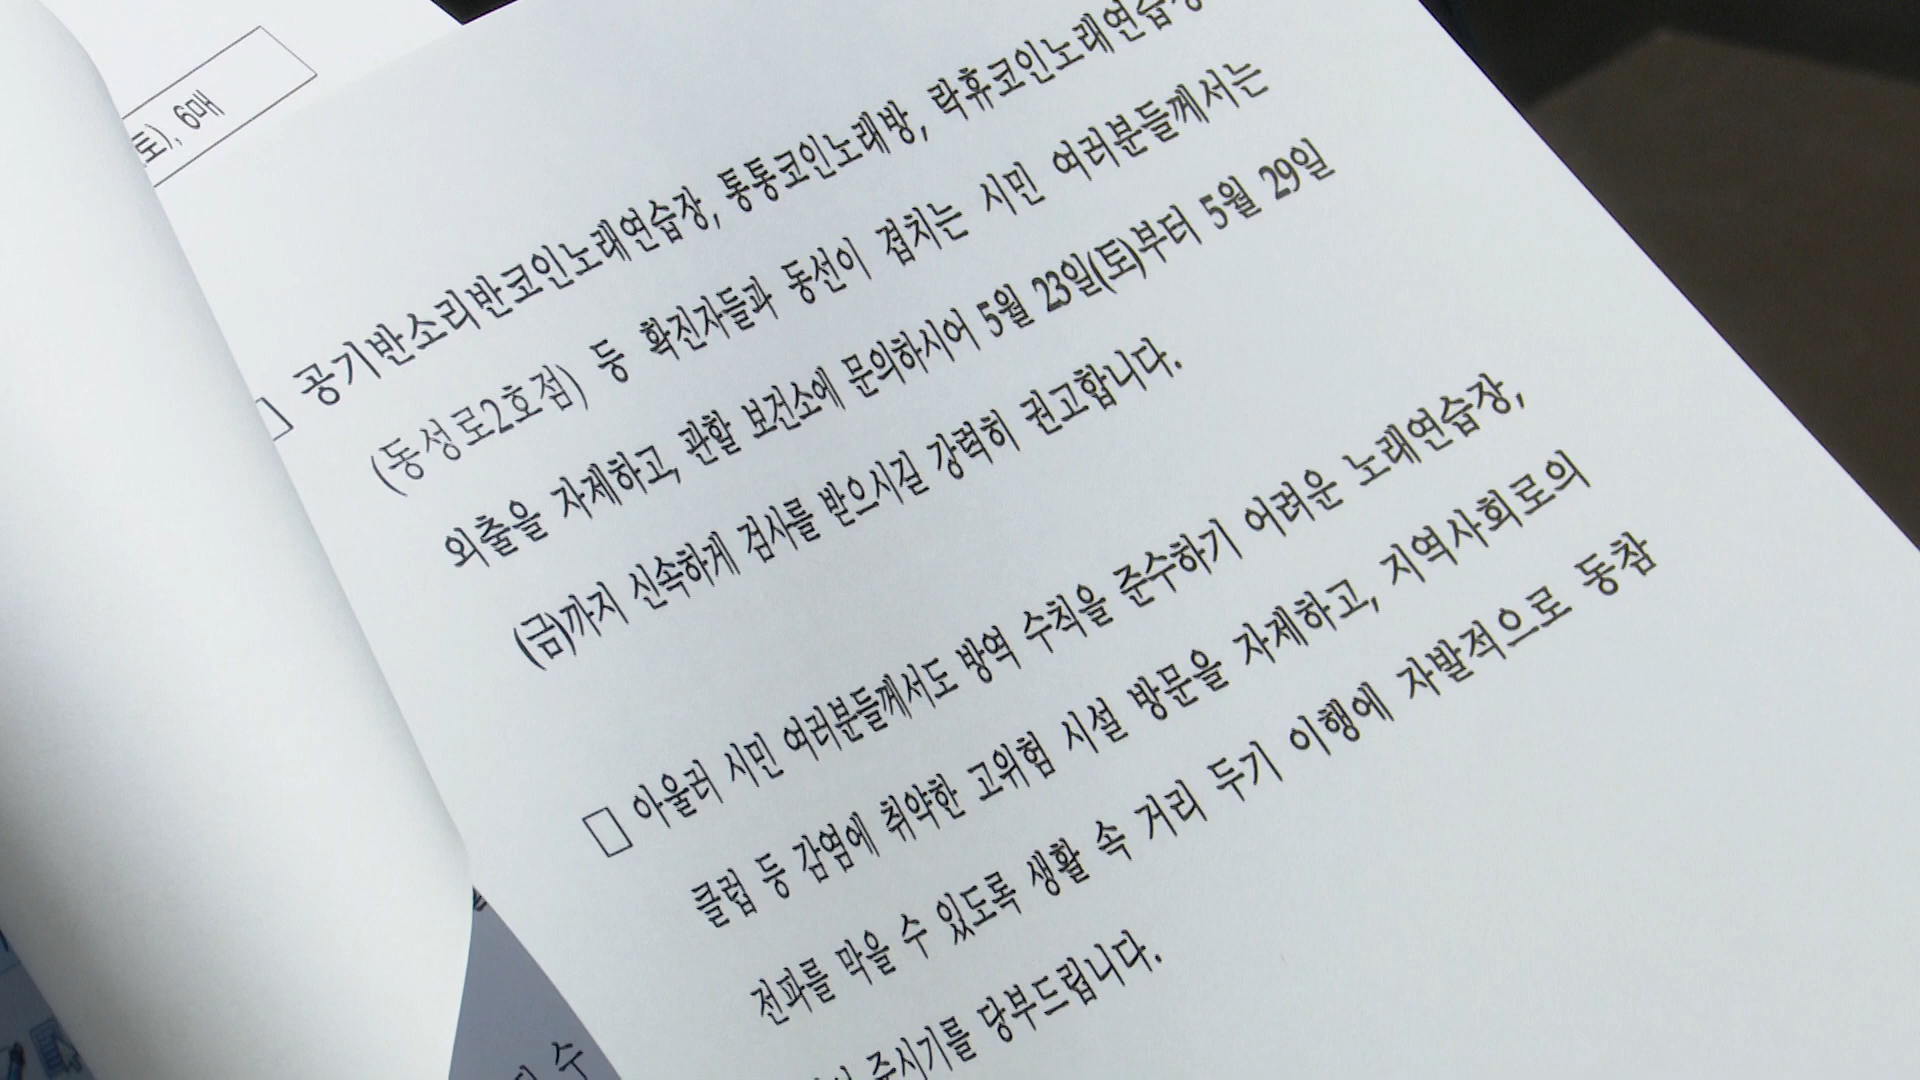 (토), 6매
□ 공기반소리반코인노래연습장, 통통코인노래방, 락휴코인노래연습장
(동성로2호점) 등 확진자들과 동선이 겹치는 시민 여러분들께서는
외출을 자제하고, 관할 보건소에 문의하시어 5월 23일(토)부터 5월 29일
(금)까지 신속하게 검사를 받으시길 강력히 권고합니다.
□ 아울러 시민 여러분들께서도 방역 수칙을 준수하기 어려운 노래연습장,
클럽 등 감염에 취약한 고위험 시설 방문을 자제하고, 지역사회로의
전파를 막을 수 있도록 생활 속 거리 두기 이행에 자발적으로 동참
주시기를 당부드립니다.
수